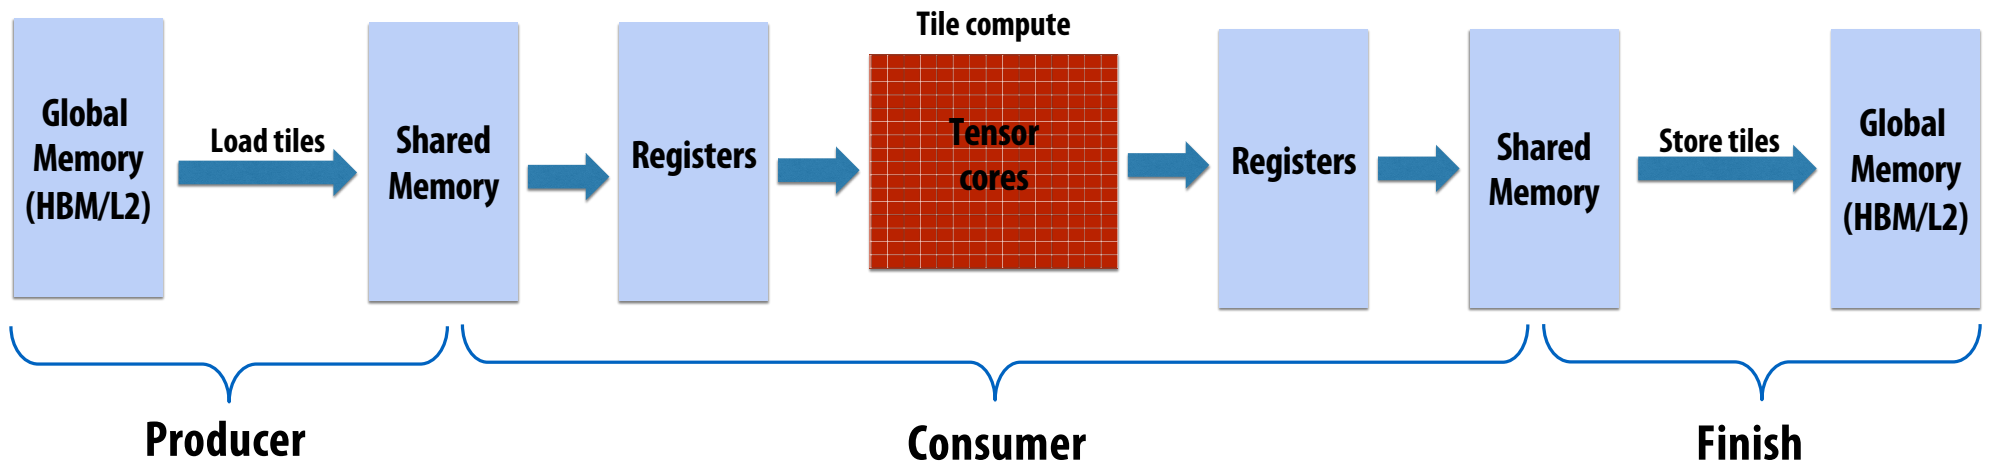 Tile compute
Global
Memory
(HBM/L2)
Load tiles
Shared
Memory
Registers
Tensor
cores
Registers
Shared
Memory
Store tiles
Global
Memory
(HBM/L2)
Producer
Consumer
Finish